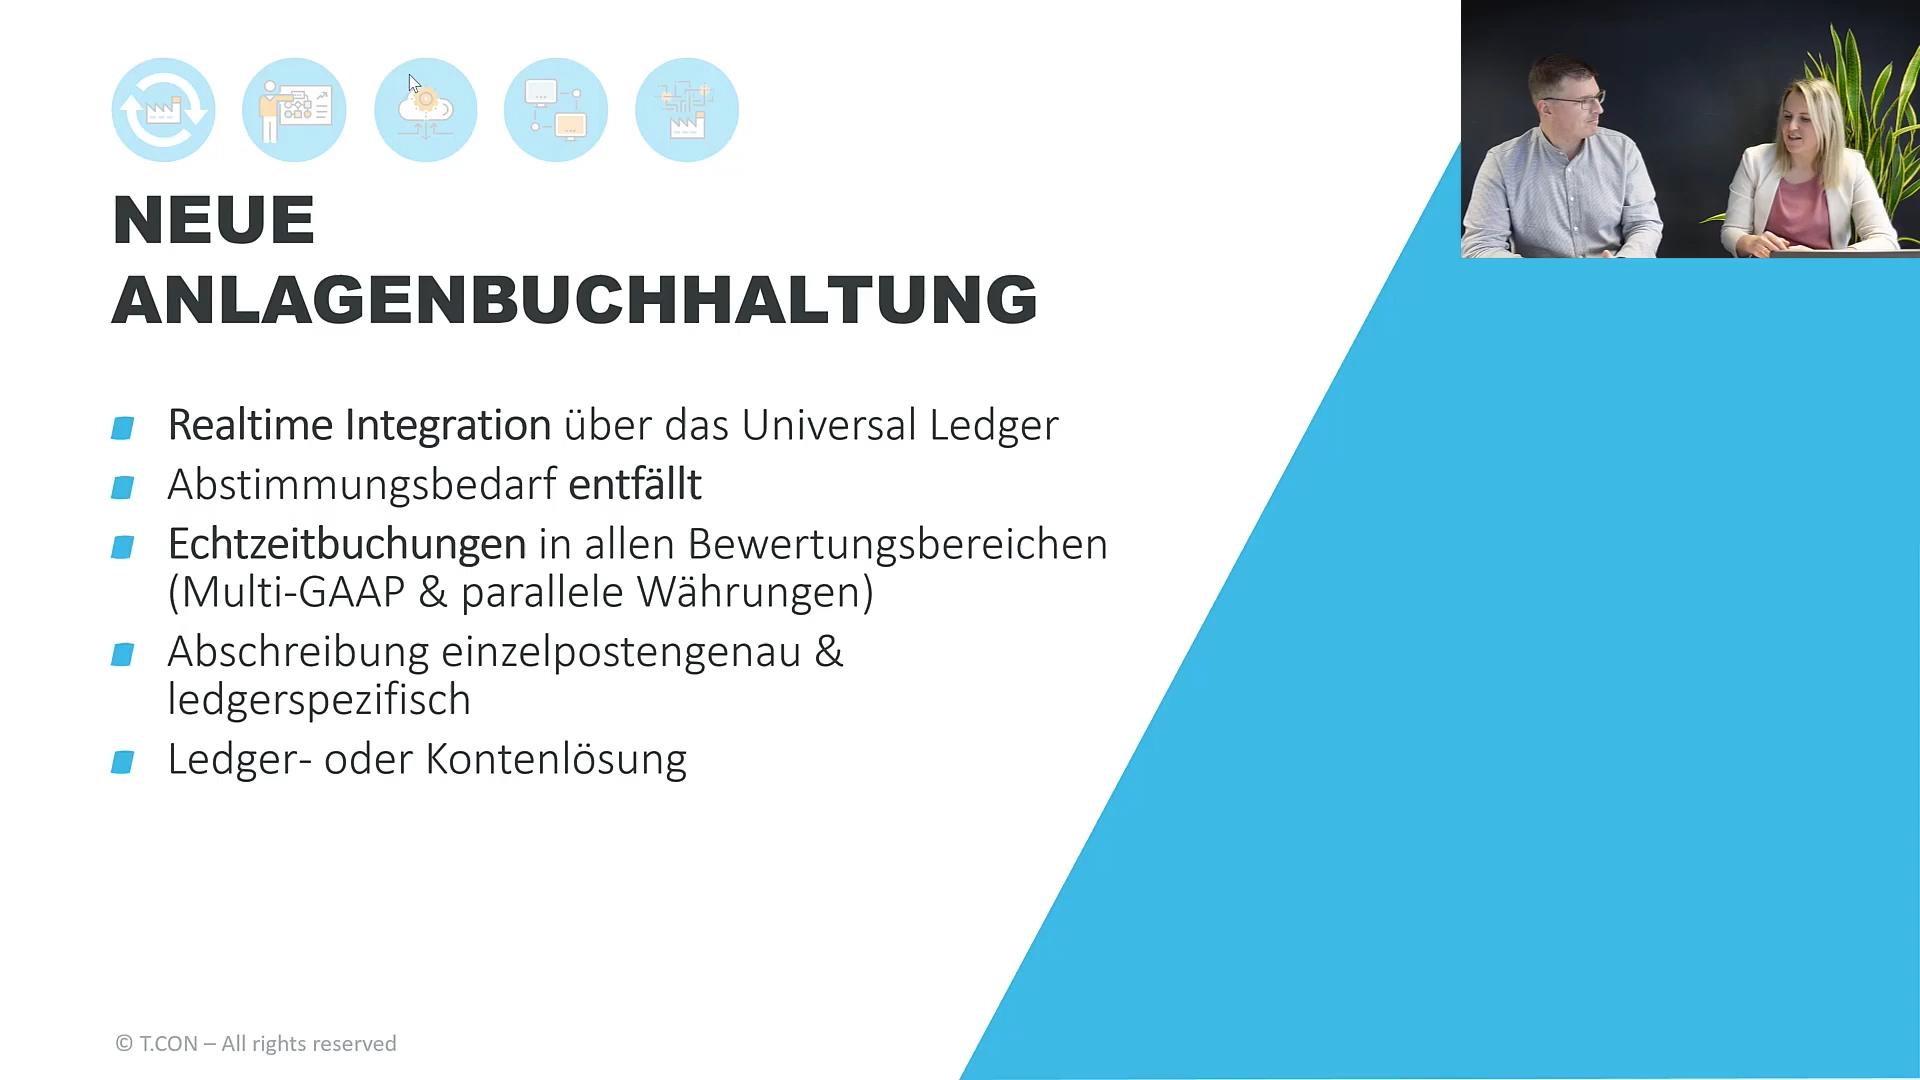 NEUE
ANLAGENBUCHHALTUNG
Realtime Integration über das Universal Ledger
Abstimmungsbedarf entfällt
Echtzeitbuchungen in allen Bewertungsbereichen
(Multi-GAAP & parallele Währungen)
Abschreibung einzelpostengenau &
ledgerspezifisch
Ledger- oder Kontenlösung
© T.CON – All rights reserved